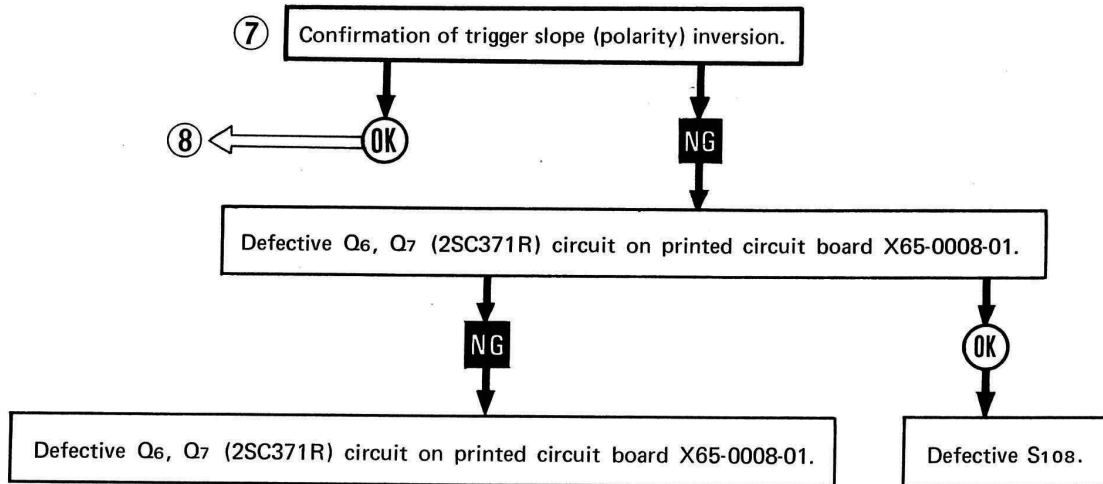 ⑦ Confirmation of trigger slope (polarity) inversion.
⑧ OK NG
Defective Q6, Q7 (2SC371R) circuit on printed circuit board X65-0008-01.
NG OK
Defective Q6, Q7 (2SC371R) circuit on printed circuit board X65-0008-01.
Defective S108.